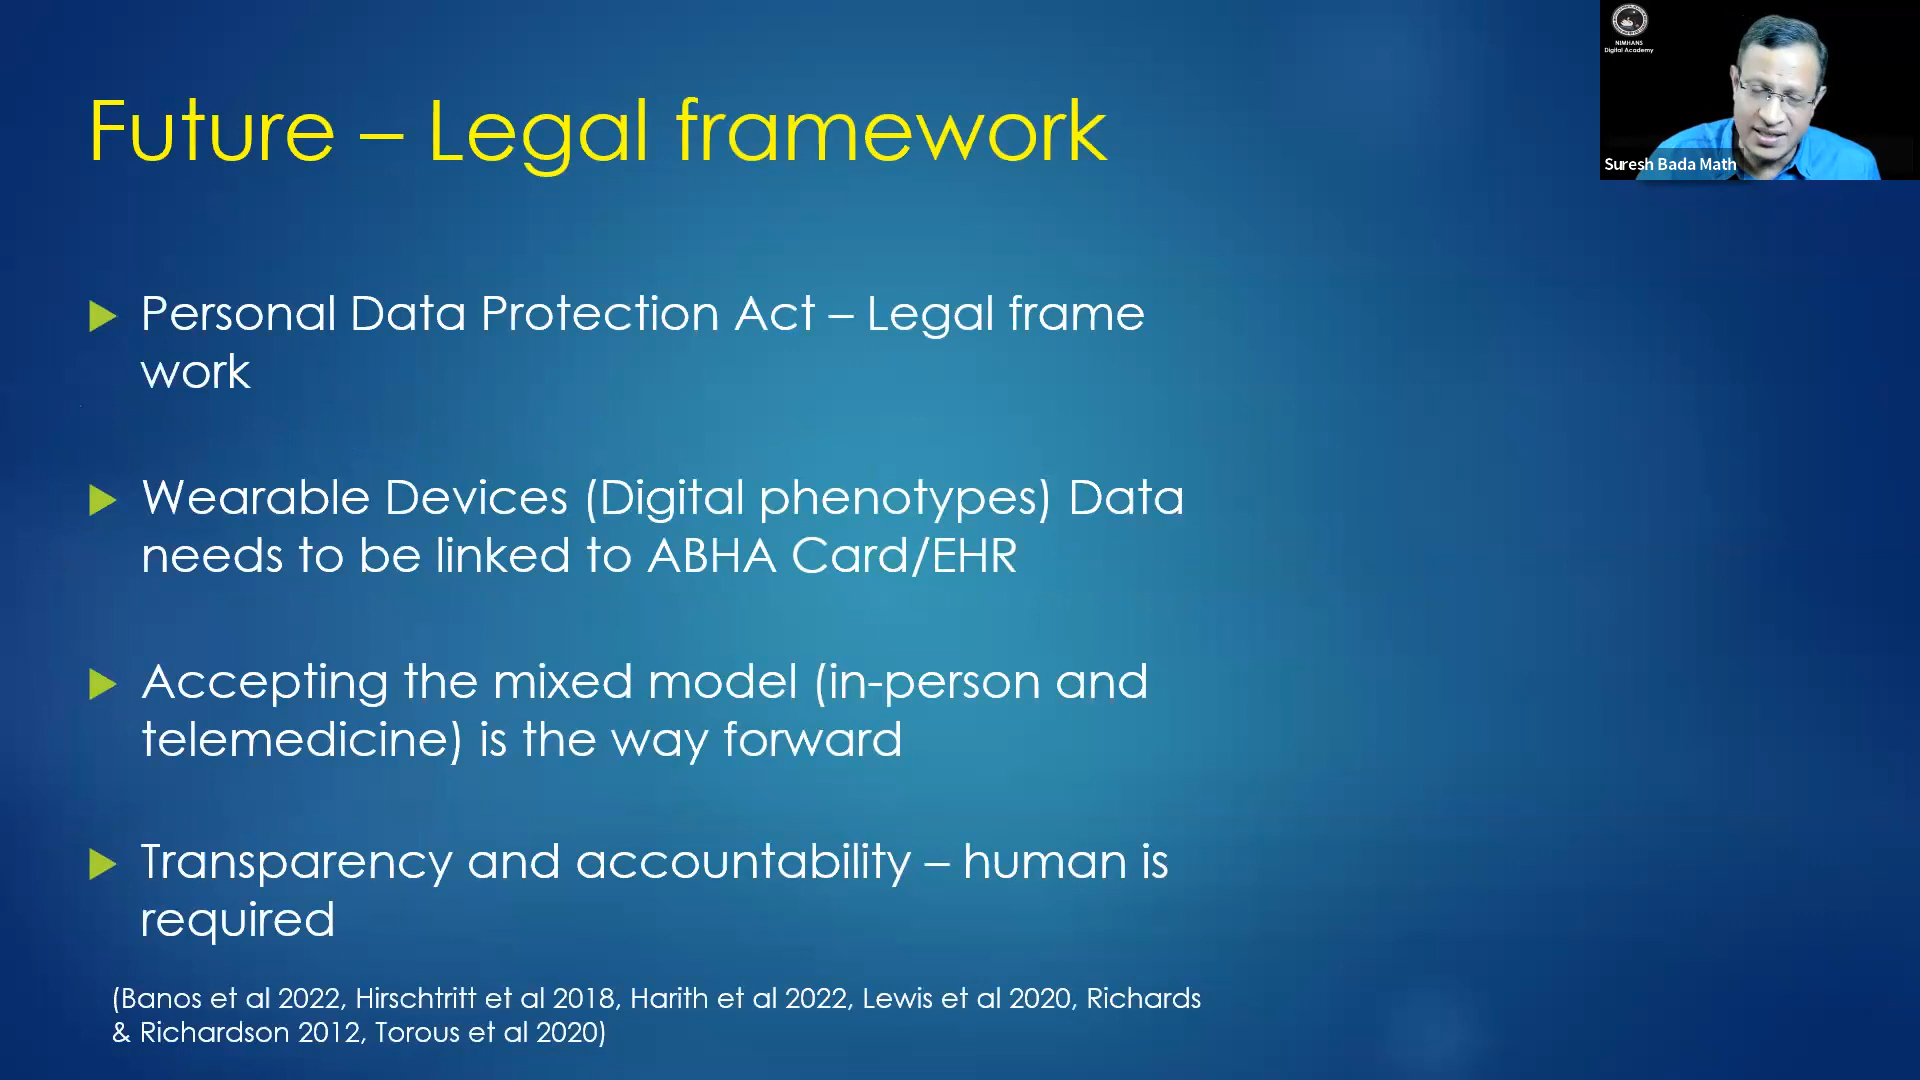 Future – Legal framework
NIMHANS
Digital Academy
Suresh Bada Math
Personal Data Protection Act – Legal frame
work
Wearable Devices (Digital phenotypes) Data
needs to be linked to ABHA Card/EHR
Accepting the mixed model (in-person and
telemedicine) is the way forward
Transparency and accountability – human is
required
(Banos et al 2022, Hirschtritt et al 2018, Harith et al 2022, Lewis et al 2020, Richards
& Richardson 2012, Torous et al 2020)